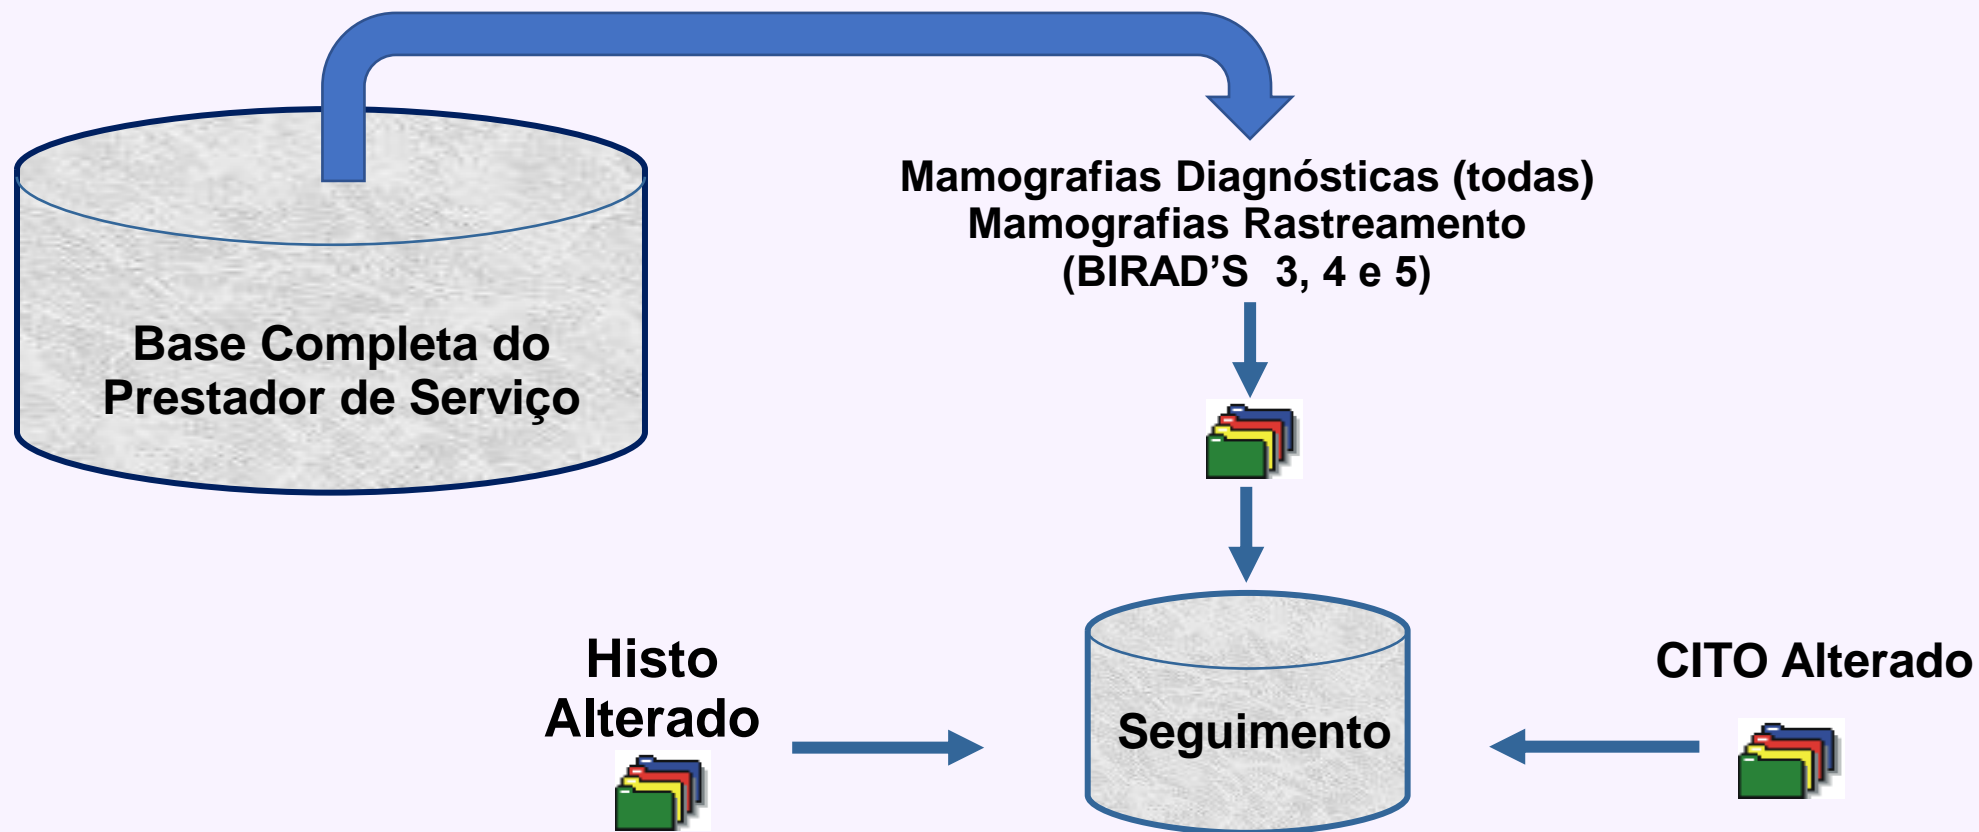 Mamografias Diagnósticas (todas)
Mamografias Rastreamento
(BIRAD’S  3, 4 e 5)
Base Completa do
Prestador de Serviço
Histo
Alterado
Seguimento
CITO Alterado